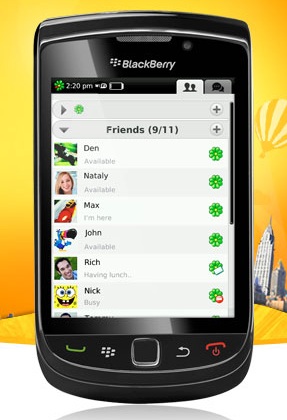 BlackBerry
2:20 pm
Friends (9/11)
Den
Available
Nataly
Available
Max
I'm here
John
Available
Rich
Having lunch..
Nick
Busy